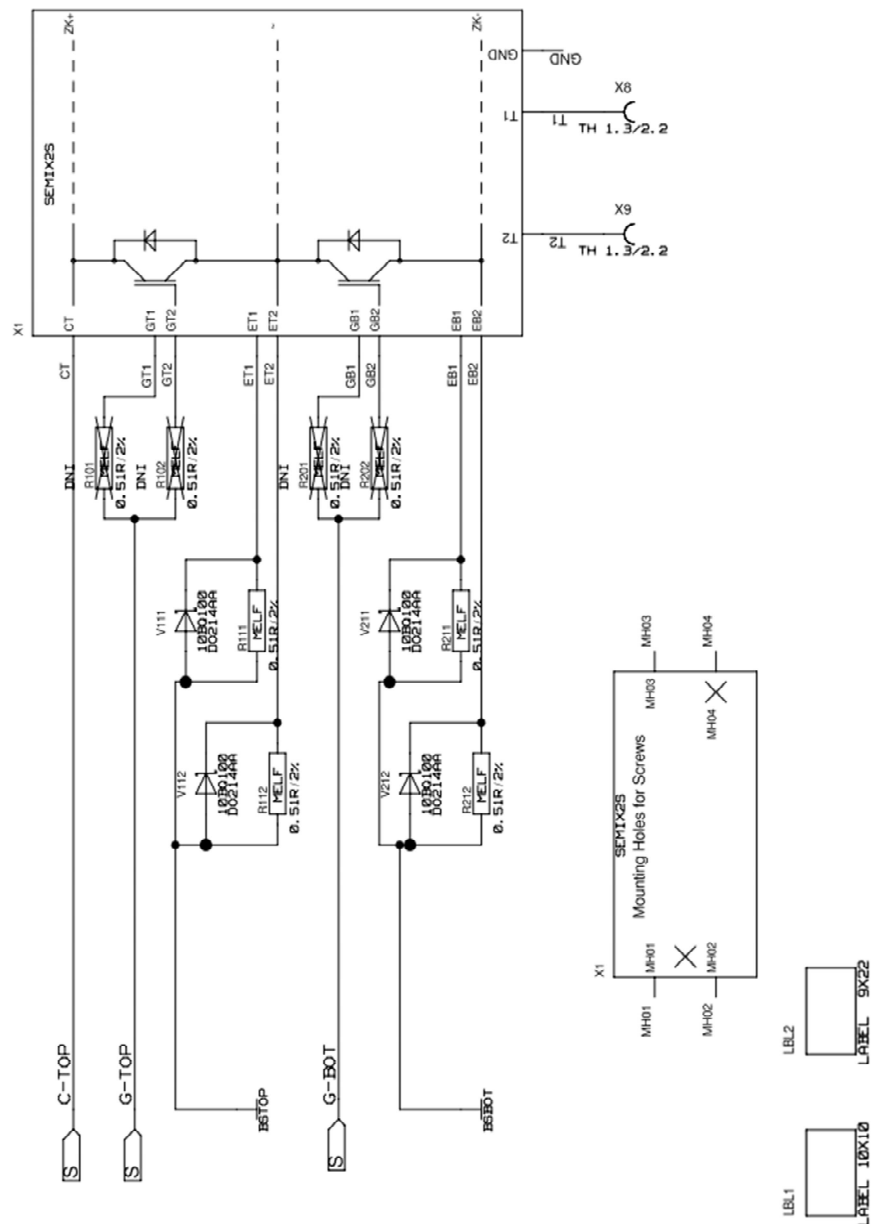 ZK+
~
ZK-
GND
GND
X8
T1
T1
TH 1.3/2.2
SEMIX2S
X9
T2
T2
TH 1.3/2.2
X1
CT
GT1
GT2
ET1
ET2
GB1
GB2
EB1
EB2
CT
GT1
GT2
ET1
ET2
GB1
GB2
EB1
EB2
DNI
R101
MELF
0.51R/2%
DNI
R102
MELF
0.51R/2%
DNI
R201
MELF
0.51R/2%
DNI
R202
MELF
0.51R/2%
V111
10BQ100
DO214AA
R111
MELF
0.51R/2%
V211
10BQ100
DO214AA
R211
MELF
0.51R/2%
V112
10BQ100
DO214AA
R112
MELF
0.51R/2%
V212
10BQ100
DO214AA
R212
MELF
0.51R/2%
MH03
MH04
MH03
MH04
SEMIX2S
Mounting Holes for Screws
X1
MH01
MH02
MH01
MH02
C-TOP
G-TOP
G-BOT
BSTOP
BSBOT
S
S
S
LBL2
LABEL 9X22
LBL1
LABEL 10X10